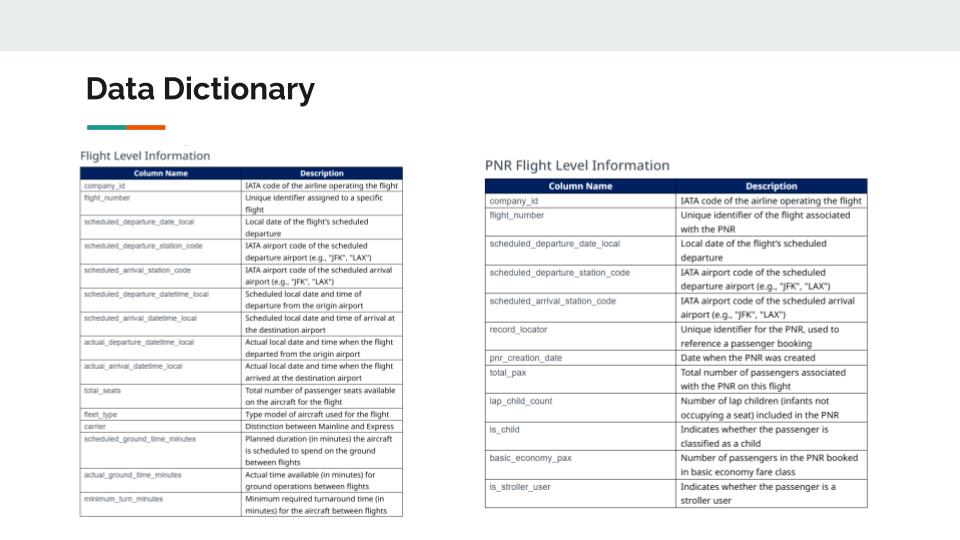 Data Dictionary
Flight Level Information
Column Name Description
company_id IATA code of the airline operating the flight
flight_number Unique identifier assigned to a specific
flight
scheduled_departure_date_local Local date of the flight's scheduled
departure
scheduled_departure_station_code IATA airport code of the scheduled
departure airport (e.g., "JFK", "LAX")
scheduled_arrival_station_code IATA airport code of the scheduled arrival
airport (e.g., "JFK", "LAX")
scheduled_departure_datetime_local Scheduled local date and time of
departure from the origin airport
scheduled_arrival_datetime_local Scheduled local date and time of arrival at
the destination airport
actual_departure_datetime_local Actual local date and time when the flight
departed from the origin airport
actual_arrival_datetime_local Actual local date and time when the flight
arrived at the destination airport
total_seats Total number of passenger seats available
on the aircraft for the flight
fleet_type Type model of aircraft used for the flight
carrier Distinction between Mainline and Express
scheduled_ground_time_minutes Planned duration (in minutes) the aircraft
is scheduled to spend on the ground
between flights
actual_ground_time_minutes Actual time available (in minutes) for
ground operations between flights
minimum_turn_minutes Minimum required turnaround time (in
minutes) for the aircraft between flights
PNR Flight Level Information
Column Name Description
company_id IATA code of the airline operating the flight
flight_number Unique identifier of the flight associated
with the PNR
scheduled_departure_date_local Local date of the flight's scheduled
departure
scheduled_departure_station_code IATA airport code of the scheduled
departure airport (e.g., "JFK", "LAX")
scheduled_arrival_station_code IATA airport code of the scheduled arrival
airport (e.g., "JFK", "LAX")
record_locator Unique identifier for the PNR, used to
reference a passenger booking
pnr_creation_date Date when the PNR was created
total_pax Total number of passengers associated
with the PNR on this flight
lap_child_count Number of lap children (infants not
occupying a seat) included in the PNR
is_child Indicates whether the passenger is
classified as a child
basic_economy_pax Number of passengers in the PNR booked
in basic economy fare class
is_stroller_user Indicates whether the passenger is a
stroller user